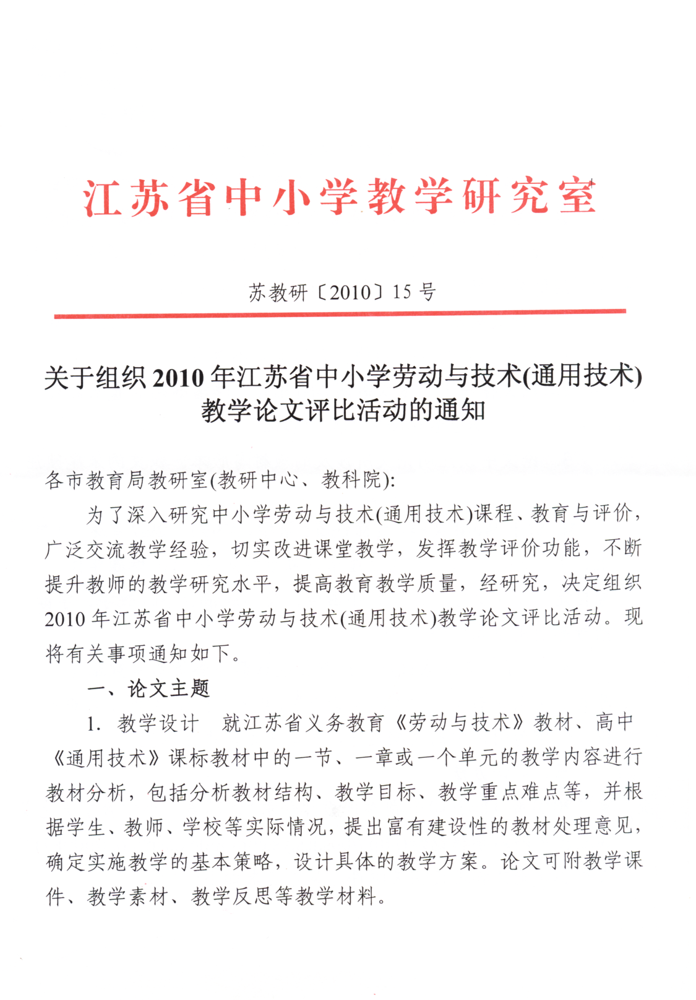 江苏省中小学教学研究室
苏教研〔2010〕15 号
关于组织 2010 年江苏省中小学劳动与技术(通用技术)
教学论文评比活动的通知
各市教育局教研室(教研中心、教科院):
为了深入研究中小学劳动与技术(通用技术)课程、教育与评价,
广泛交流教学经验，切实改进课堂教学，发挥教学评价功能，不断
提升教师的教学研究水平，提高教育教学质量，经研究，决定组织
2010 年江苏省中小学劳动与技术(通用技术)教学论文评比活动。现
将有关事项通知如下。
一、论文主题
1. 教学设计　就江苏省义务教育《劳动与技术》教材、高中
《通用技术》课标教材中的一节、一章或一个单元的教学内容进行
教材分析，包括分析教材结构、教学目标、教学重点难点等，并根
据学生、教师、学校等实际情况，提出富有建设性的教材处理意见，
确定实施教学的基本策略，设计具体的教学方案。论文可附教学课
件、教学素材、教学反思等教学材料。